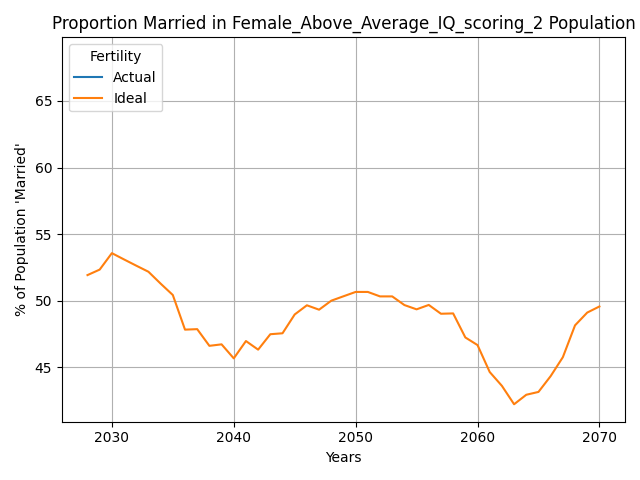 Proportion Married in Female_Above_Average_IQ_scoring_2 Population
Fertility
Actual
Ideal
% of Population 'Married'
65
60
55
50
45
2030 2040 2050 2060 2070
Years